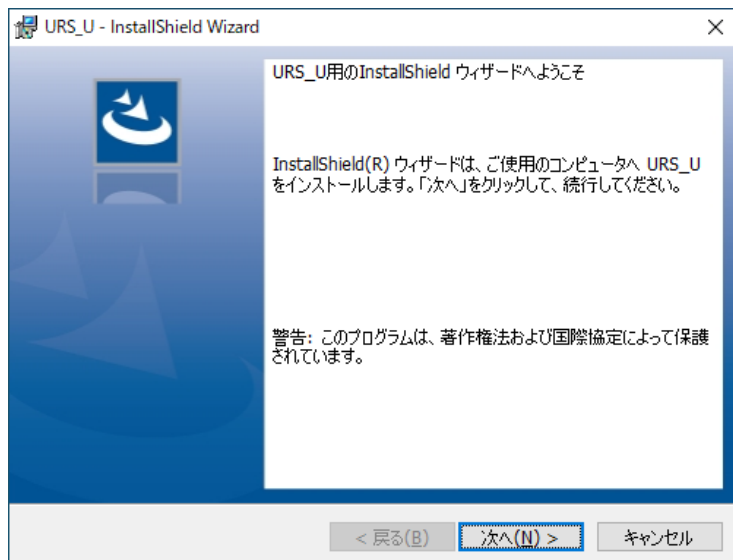 URS_U - InstallShield Wizard
URS_U用のInstallShield ウィザードへようこそ
InstallShield(R) ウィザードは、ご使用のコンピュータへ URS_U
をインストールします。「次へ」をクリックして、続行してください。
警告: このプログラムは、著作権法および国際協定によって保護
されています。
< 戻る(B)
次へ(N) >
キャンセル